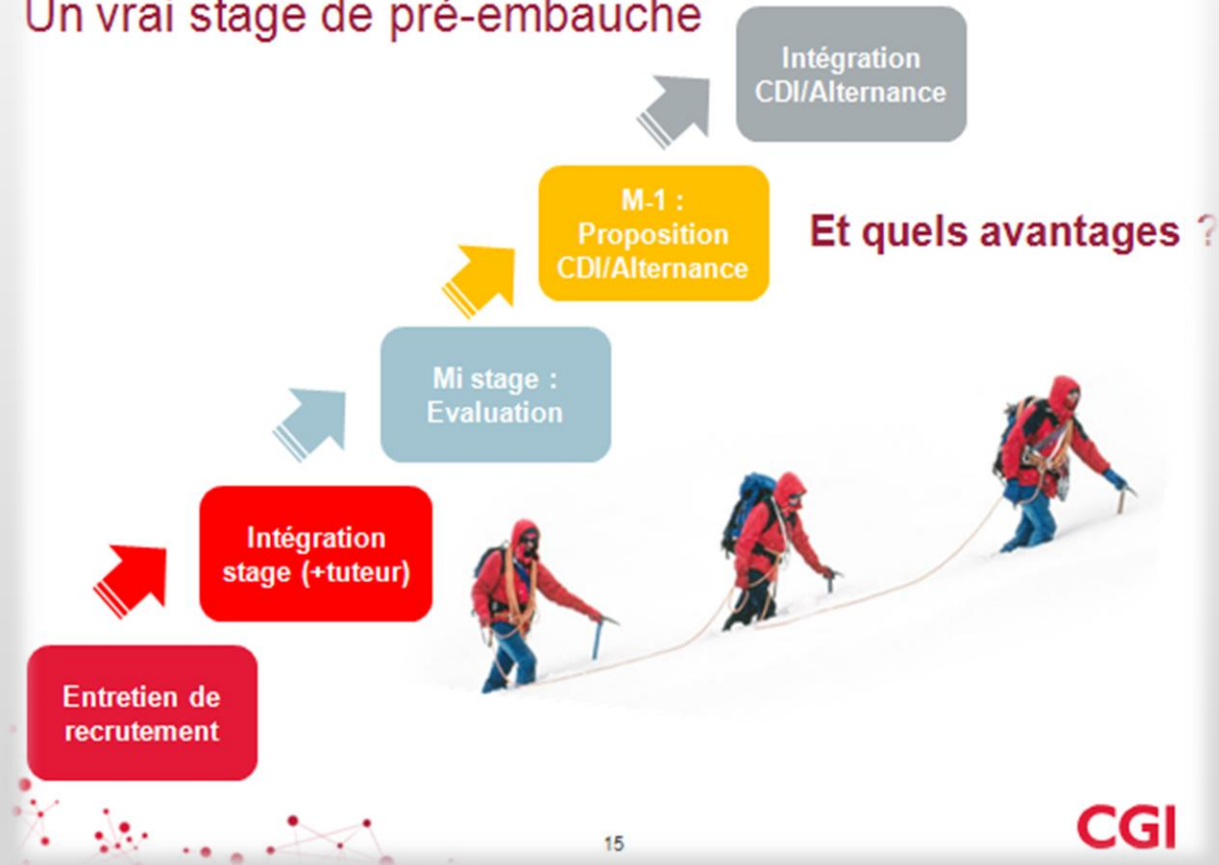 Un vrai stage de pré-embauche
Intégration
CDI/Alternance
M-1 :
Proposition
CDI/Alternance
Et quels avantages ?
Mi stage :
Evaluation
Intégration
stage (+tuteur)
Entretien de
recrutement
15
CGI